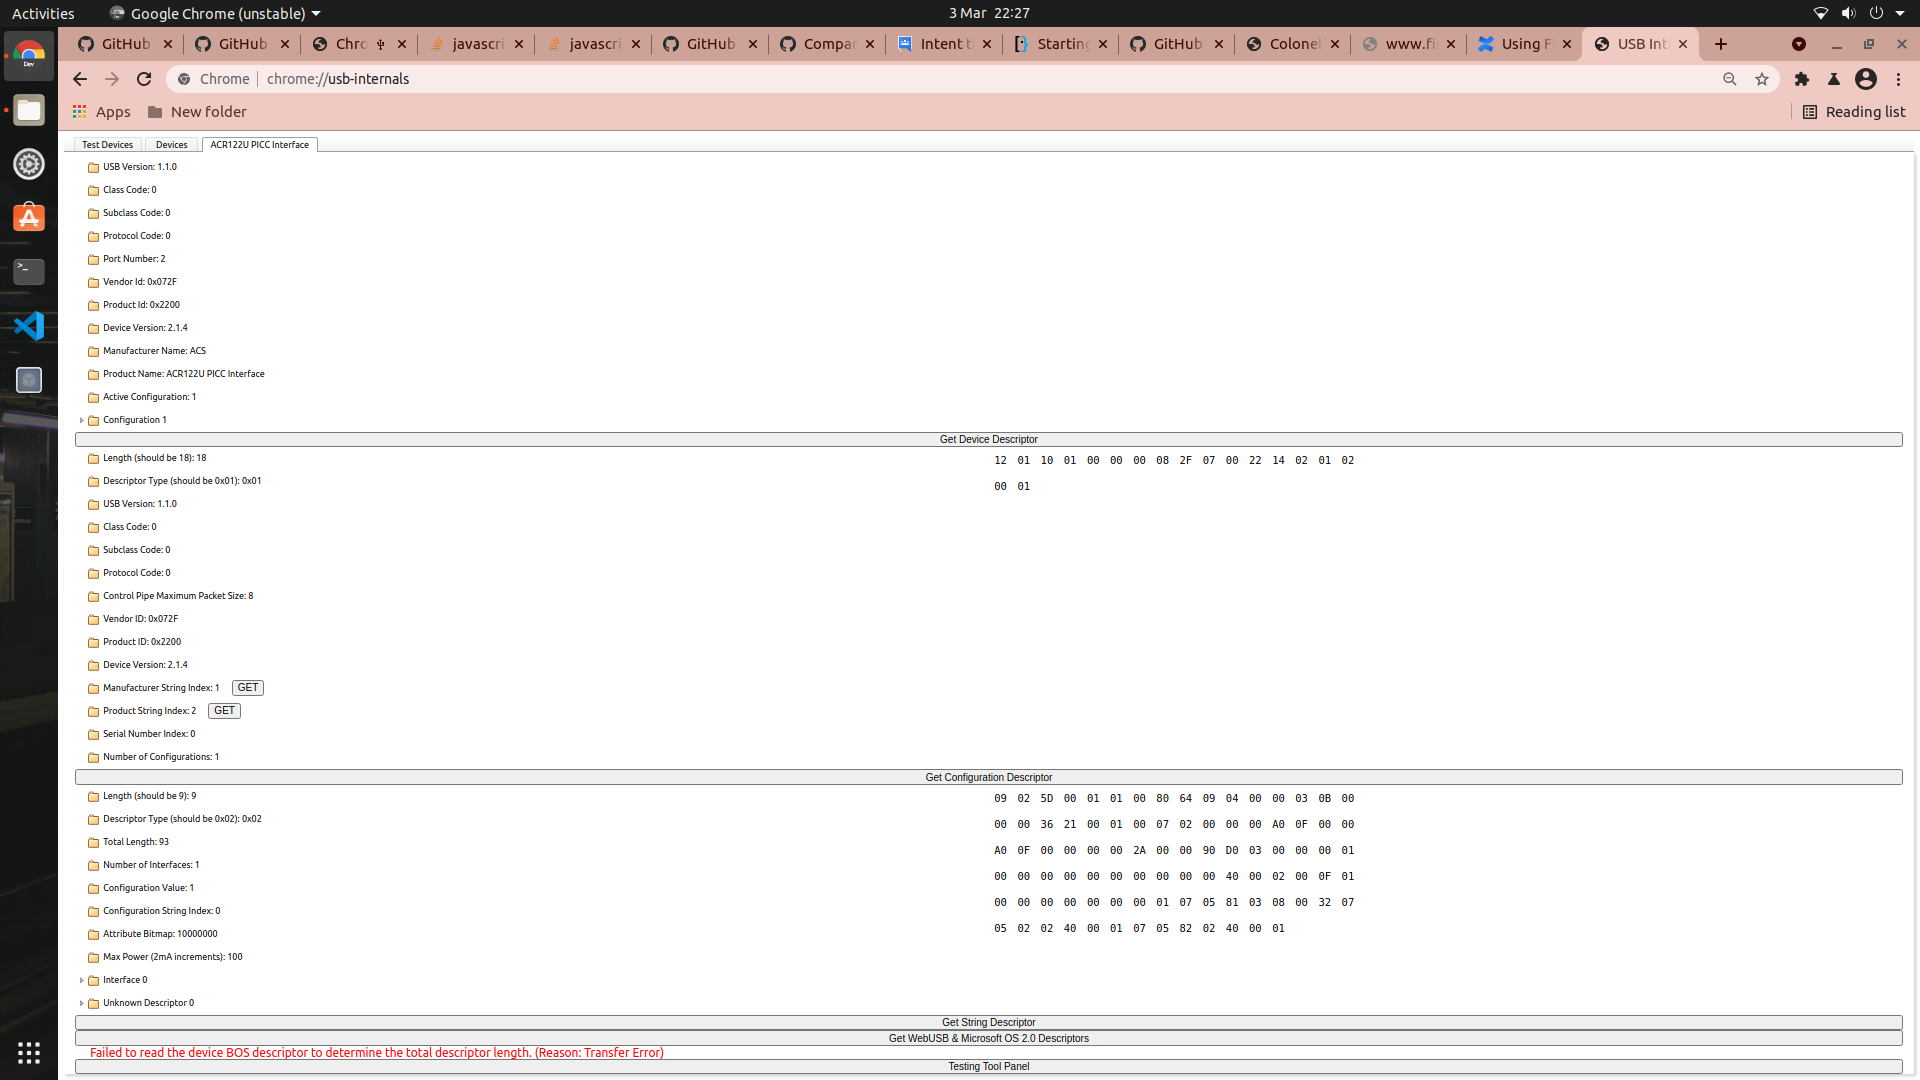 Activities
Google Chrome (unstable)
3 Mar 22:27
GitHub
GitHub
Chro
javascri
javascri
GitHub
Compar
Intent t
Starting
GitHub
Colonel
www.fi
Using F
USB Int
Chrome
chrome://usb-internals
Apps
New folder
Reading list
Test Devices
Devices
ACR122U PICC Interface
USB Version: 1.1.0
Class Code: 0
Subclass Code: 0
Protocol Code: 0
Port Number: 2
Vendor Id: 0x072F
Product Id: 0x2200
Device Version: 2.1.4
Manufacturer Name: ACS
Product Name: ACR122U PICC Interface
Active Configuration: 1
Configuration 1
Get Device Descriptor
Length (should be 18): 18
Descriptor Type (should be 0x01): 0x01
USB Version: 1.1.0
Class Code: 0
Subclass Code: 0
Protocol Code: 0
Control Pipe Maximum Packet Size: 8
Vendor ID: 0x072F
Product ID: 0x2200
Device Version: 2.1.4
Manufacturer String Index: 1 GET
Product String Index: 2 GET
Serial Number Index: 0
Number of Configurations: 1
12 01 10 01 00 00 00 08 2F 07 00 22 14 02 01 02
00 01
Get Configuration Descriptor
Length (should be 9): 9
Descriptor Type (should be 0x02): 0x02
Total Length: 93
Number of Interfaces: 1
Configuration Value: 1
Configuration String Index: 0
Attribute Bitmap: 10000000
Max Power (2mA increments): 100
Interface 0
Unknown Descriptor 0
09 02 5D 00 01 01 00 80 64 09 04 00 00 03 0B 00
00 00 36 21 00 01 00 07 02 00 00 00 A0 0F 00 00
A0 0F 00 00 00 00 2A 00 00 90 D0 03 00 00 00 01
00 00 00 00 00 00 00 00 00 00 40 00 02 00 0F 01
00 00 00 00 00 00 00 01 07 05 81 03 08 00 32 07
05 02 02 40 00 01 07 05 82 02 40 00 01
Get String Descriptor
Get WebUSB & Microsoft OS 2.0 Descriptors
Failed to read the device BOS descriptor to determine the total descriptor length. (Reason: Transfer Error)
Testing Tool Panel